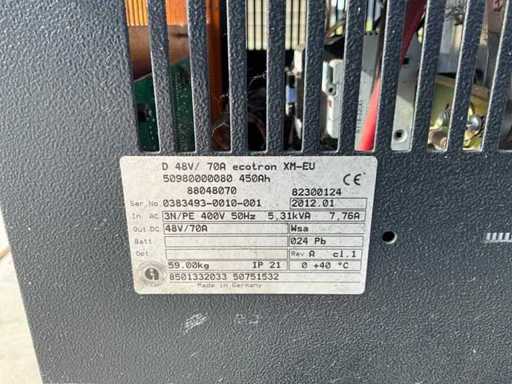 D 48V/ 70A ecotron XM-EU
50980000080 450Ah CE
88048070 82300124
Ser.No. 0383493-0010-001 2012.01
In AC 3N/PE 400V 50Hz 5,31kVA 7,76A
Out DC 48V/70A Wsa
Batt 024 Pb
Opt. Rev A cl.1
59.00kg IP 21 0 +40 °C
8501332033 50751532
Made in Germany